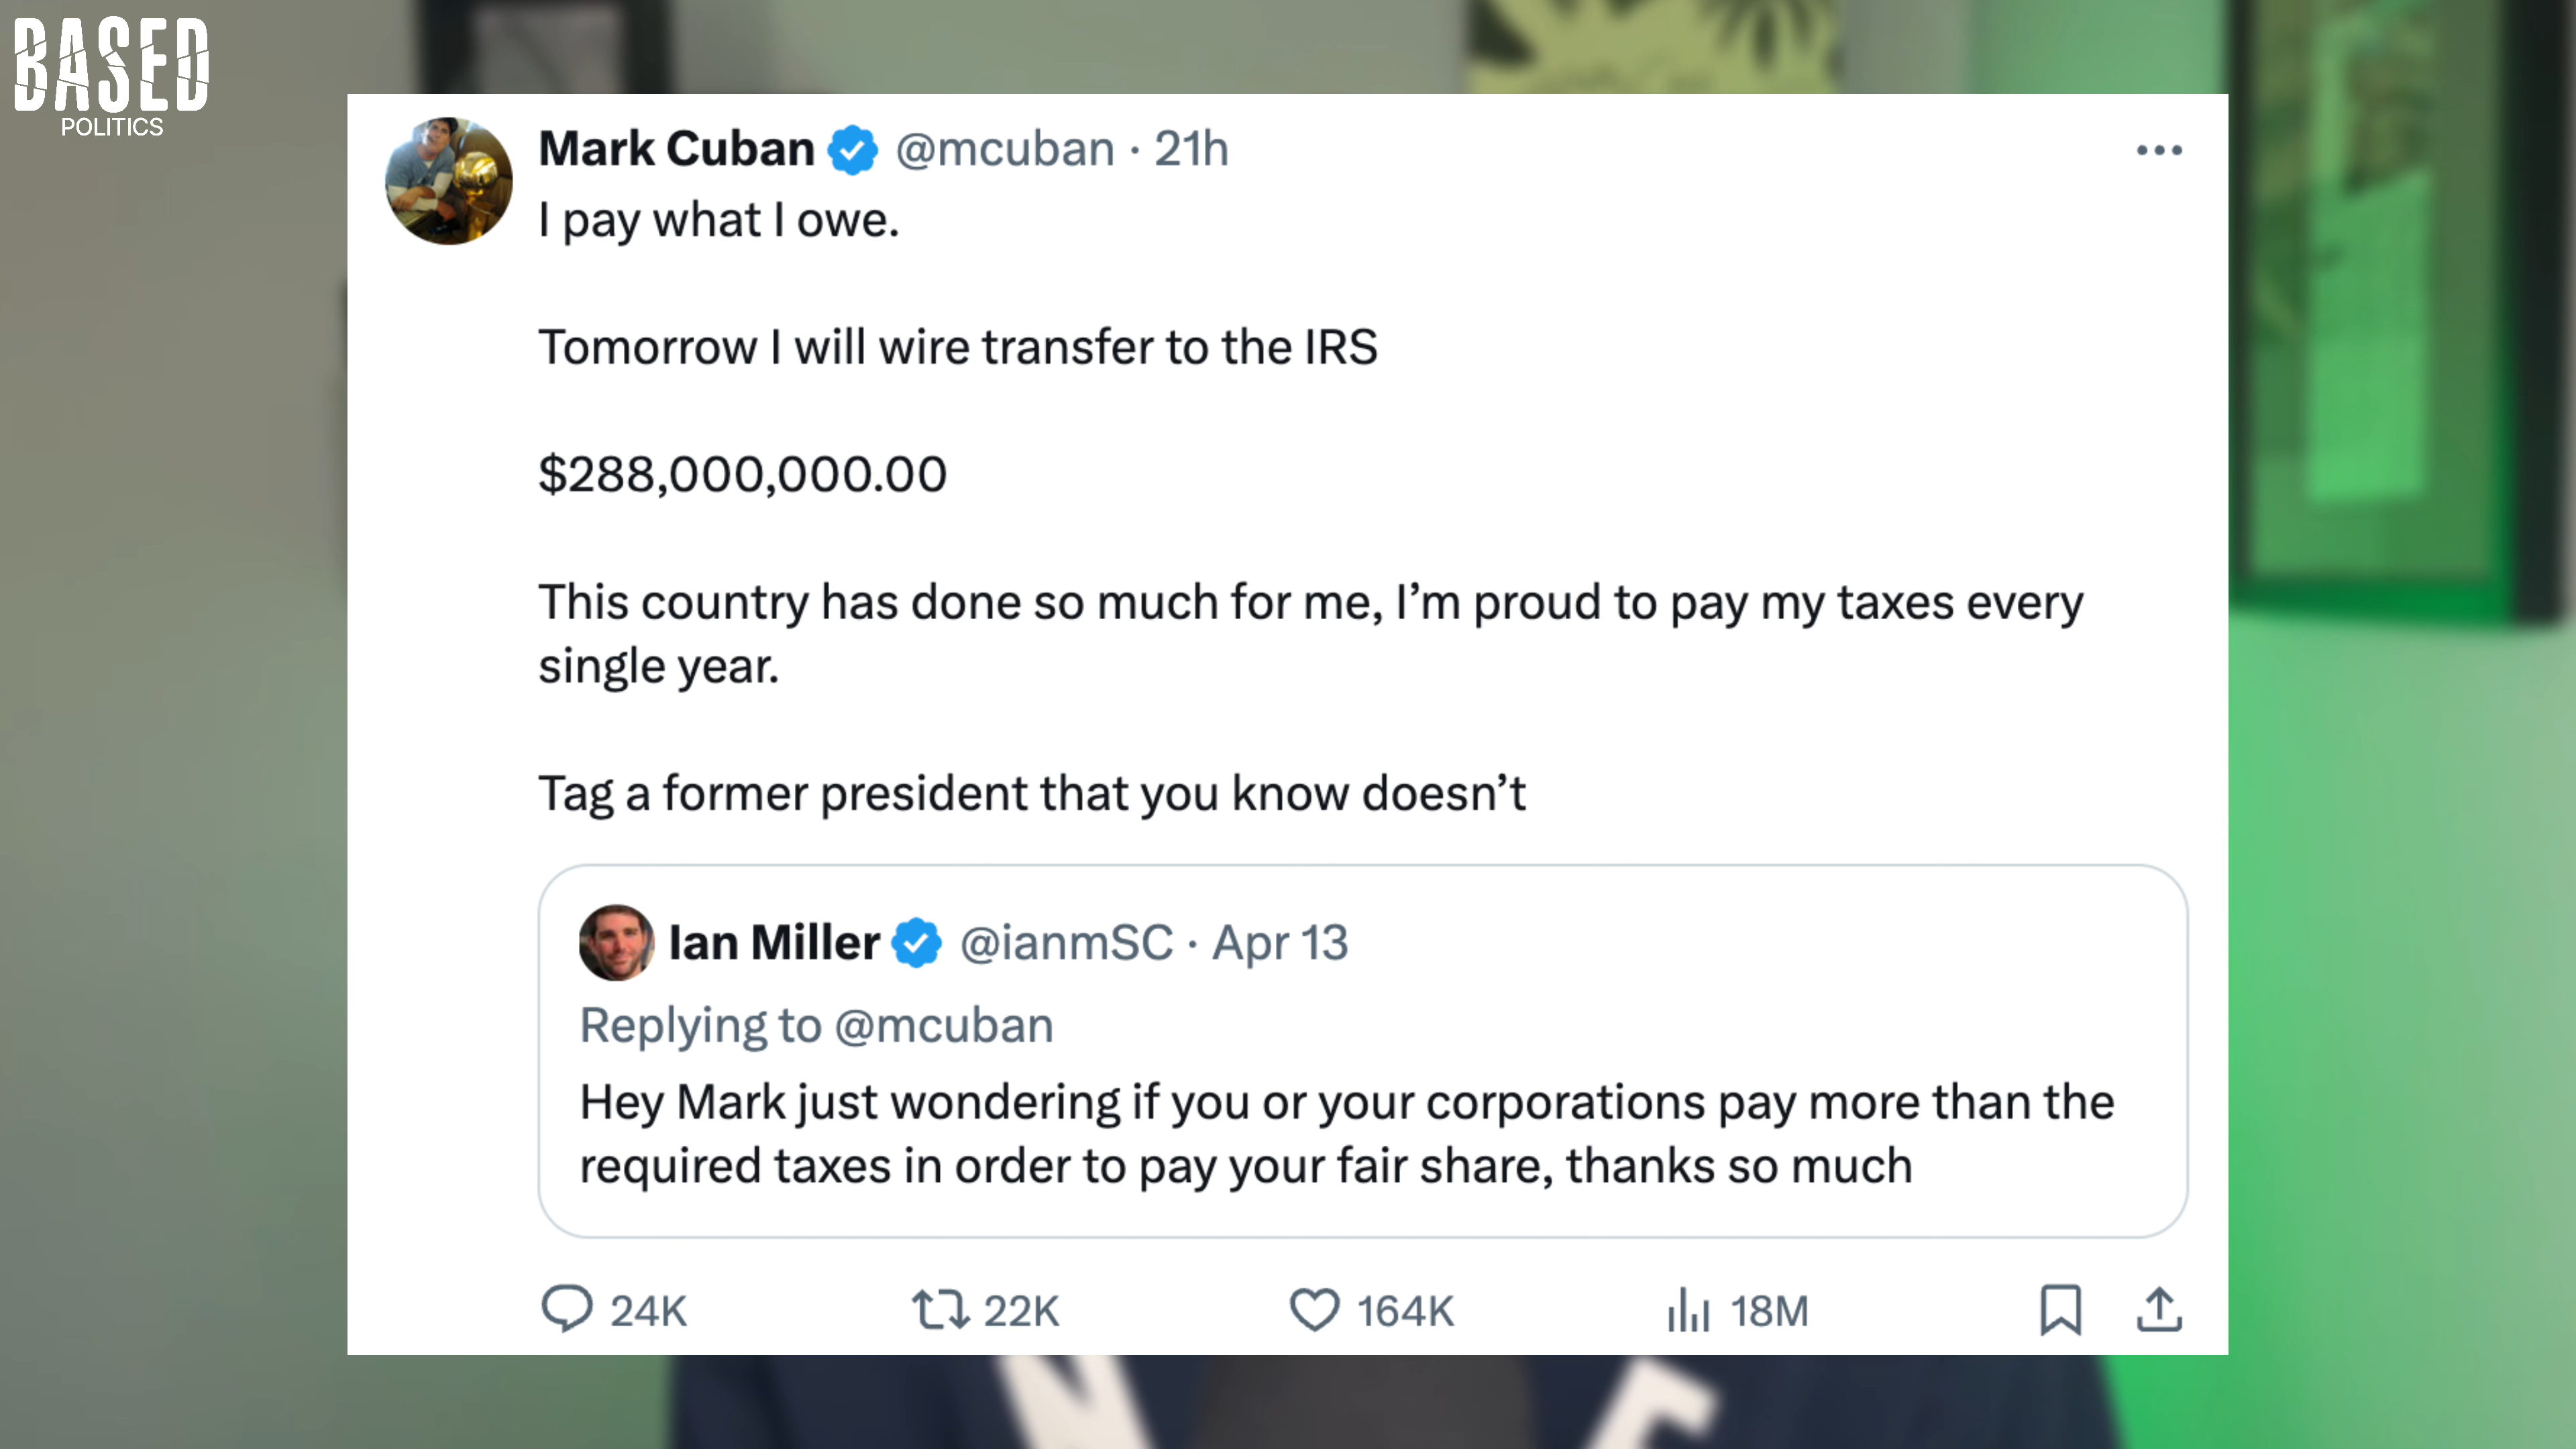 BASED
POLITICS
Mark Cuban @mcuban · 21h
I pay what I owe.
Tomorrow I will wire transfer to the IRS
$288,000,000.00
This country has done so much for me, I’m proud to pay my taxes every
single year.
Tag a former president that you know doesn’t
Ian Miller @ianmSC · Apr 13
Replying to @mcuban
Hey Mark just wondering if you or your corporations pay more than the
required taxes in order to pay your fair share, thanks so much
24K 22K 164K 18M